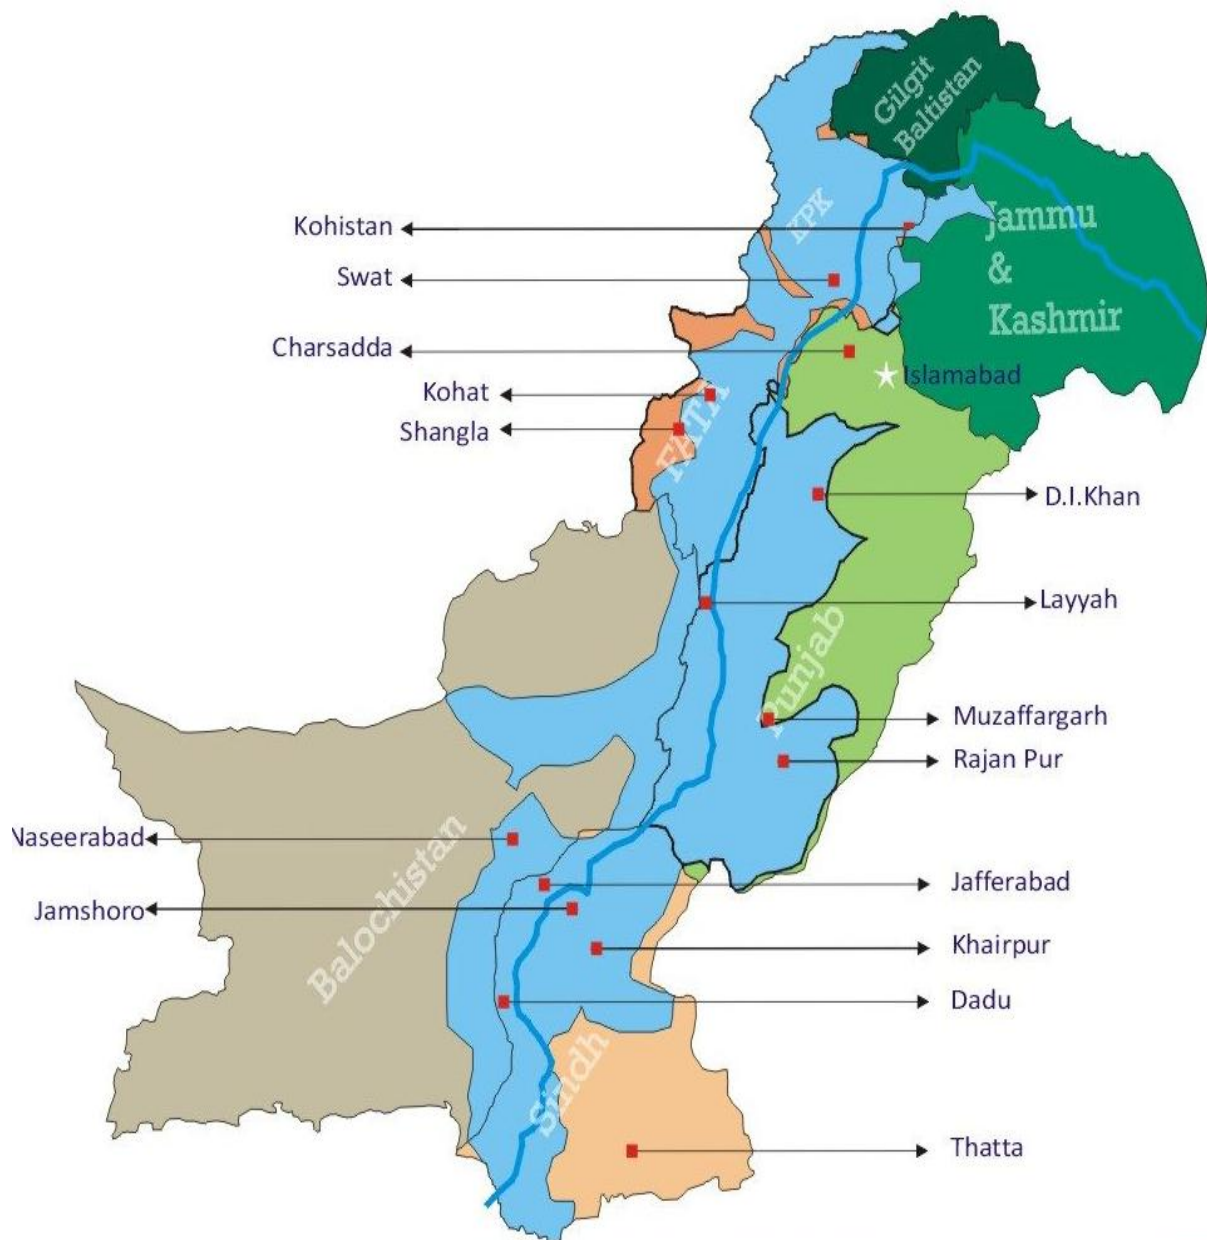 Gilgit
Baltistan
KPK
Jammu
&
Kashmir
Kohistan
Swat
Charsadda
Islamabad
Kohat
FATA
Shangla
D.I.Khan
Layyah
Punjab
Muzaffargarh
Rajan Pur
Naseerabad
Balochistan
Jafferabad
Jamshoro
Khairpur
Dadu
Sindh
Thatta